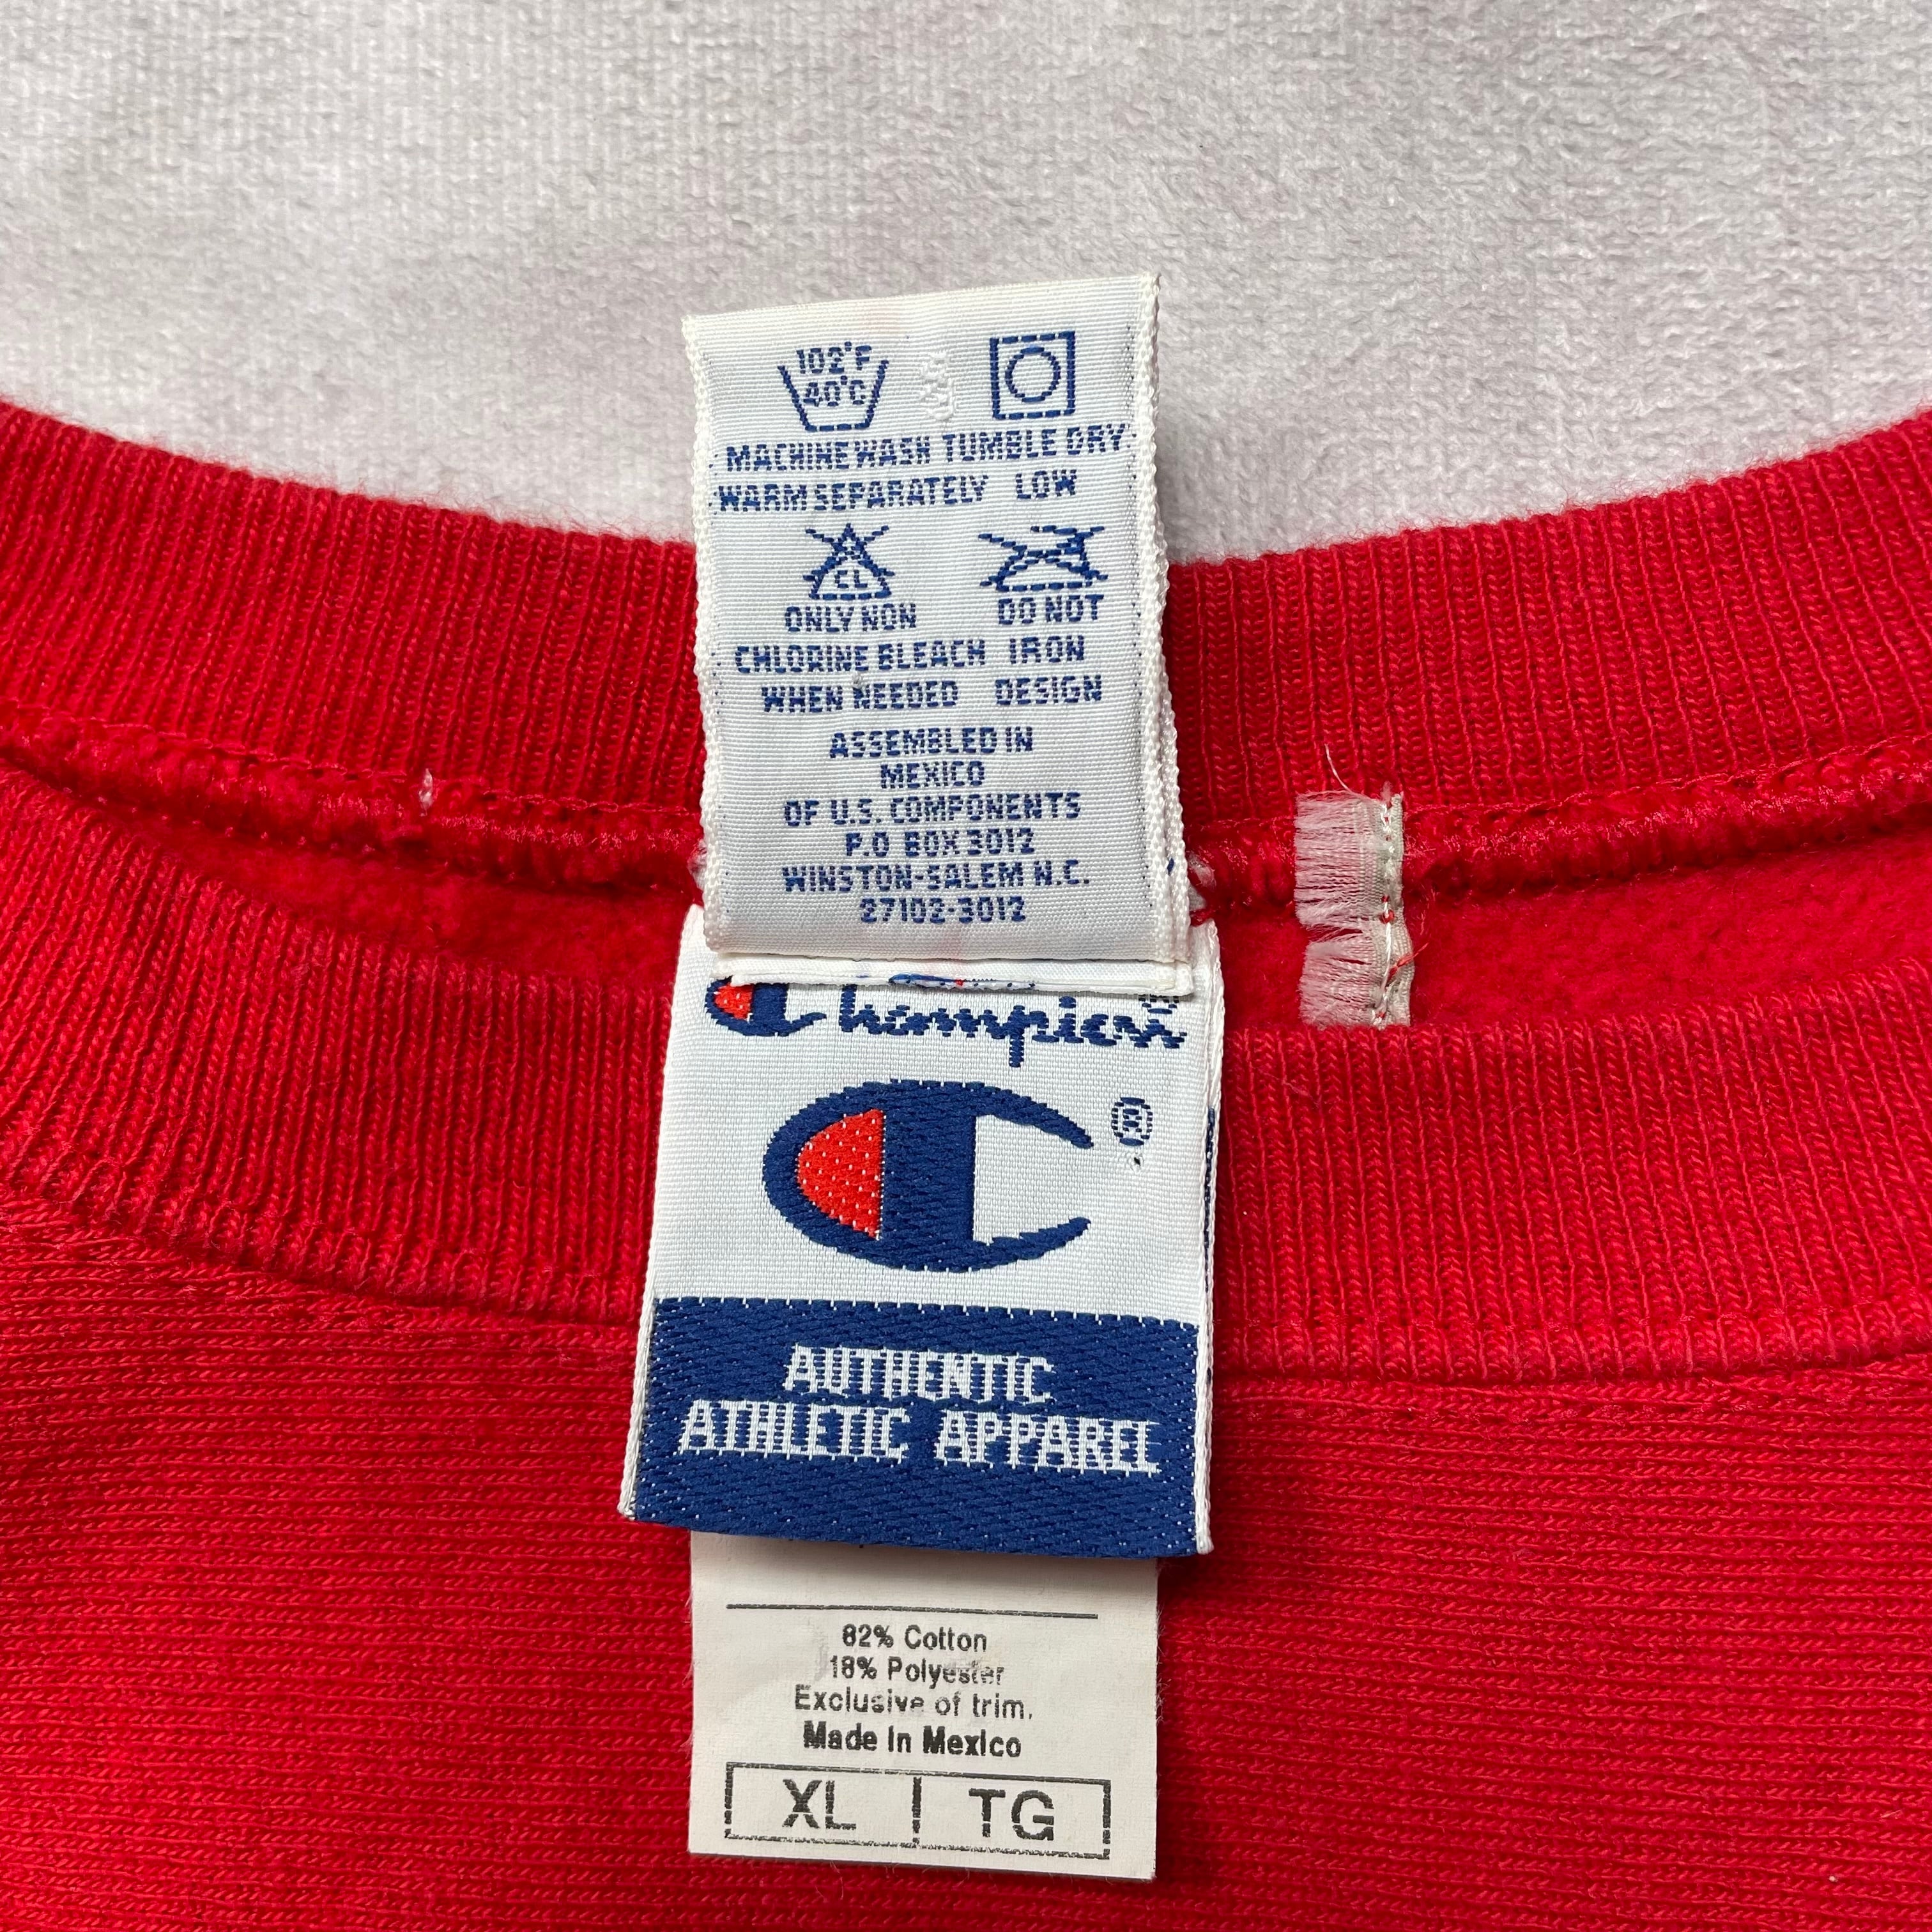 102°F
40°C
MACHINE WASH TUMBLE DRY
WARM SEPARATELY LOW
CL
ONLY NON DO NOT
CHLORINE BLEACH IRON
WHEN NEEDED DESIGN
ASSEMBLED IN
MEXICO
OF U.S. COMPONENTS
P.O BOX 3012
WINSTON-SALEM N.C.
27102-3012
Champion ®
®
AUTHENTIC
ATHLETIC APPAREL
82% Cotton
18% Polyester
Exclusive of trim.
Made In Mexico
XL TG